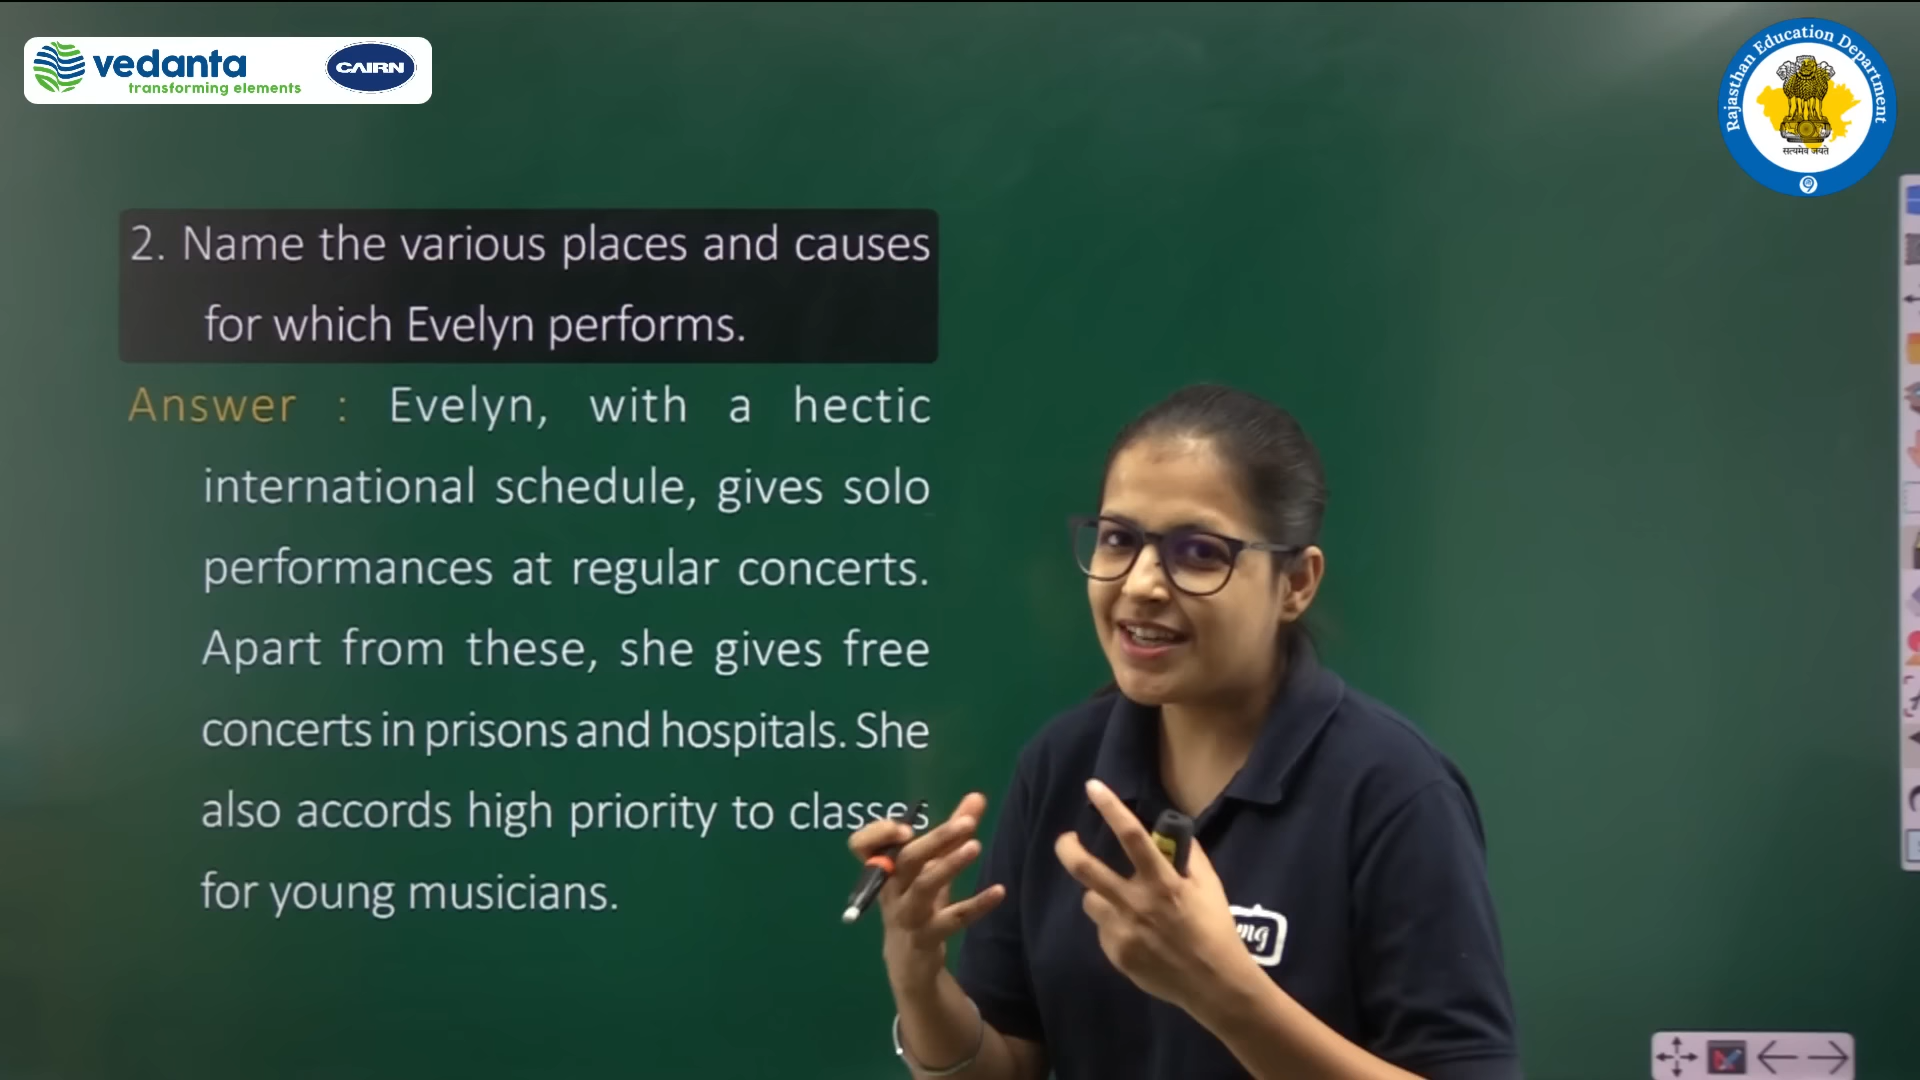 vedanta
transforming elements
CAIRN
Rajasthan Education Department
सत्यमेव जयते
2. Name the various places and causes
for which Evelyn performs.
Answer : Evelyn, with a hectic
international schedule, gives solo
performances at regular concerts.
Apart from these, she gives free
concerts in prisons and hospitals. She
also accords high priority to classes
for young musicians.
mg